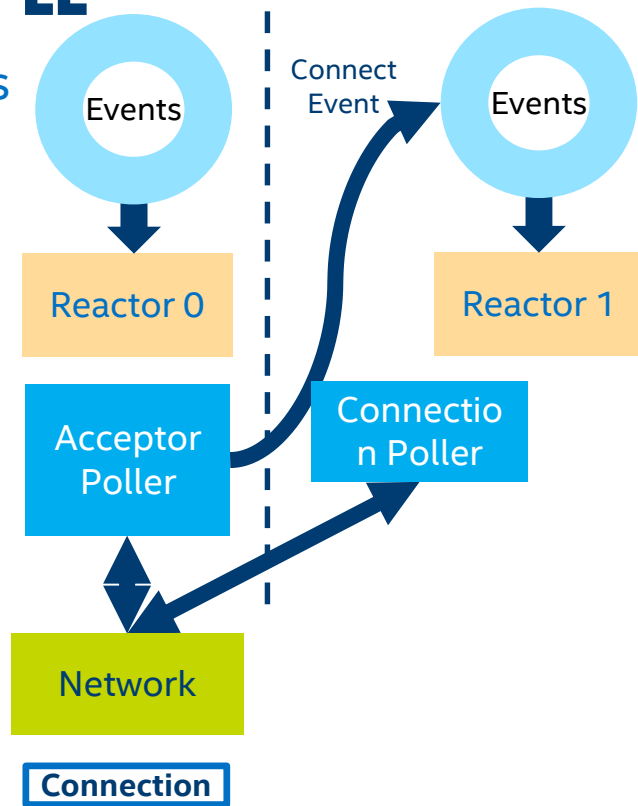 Events
Connect
Event
Events
Reactor 0
Reactor 1
Acceptor
Poller
Connectio
n Poller
Network
Connection